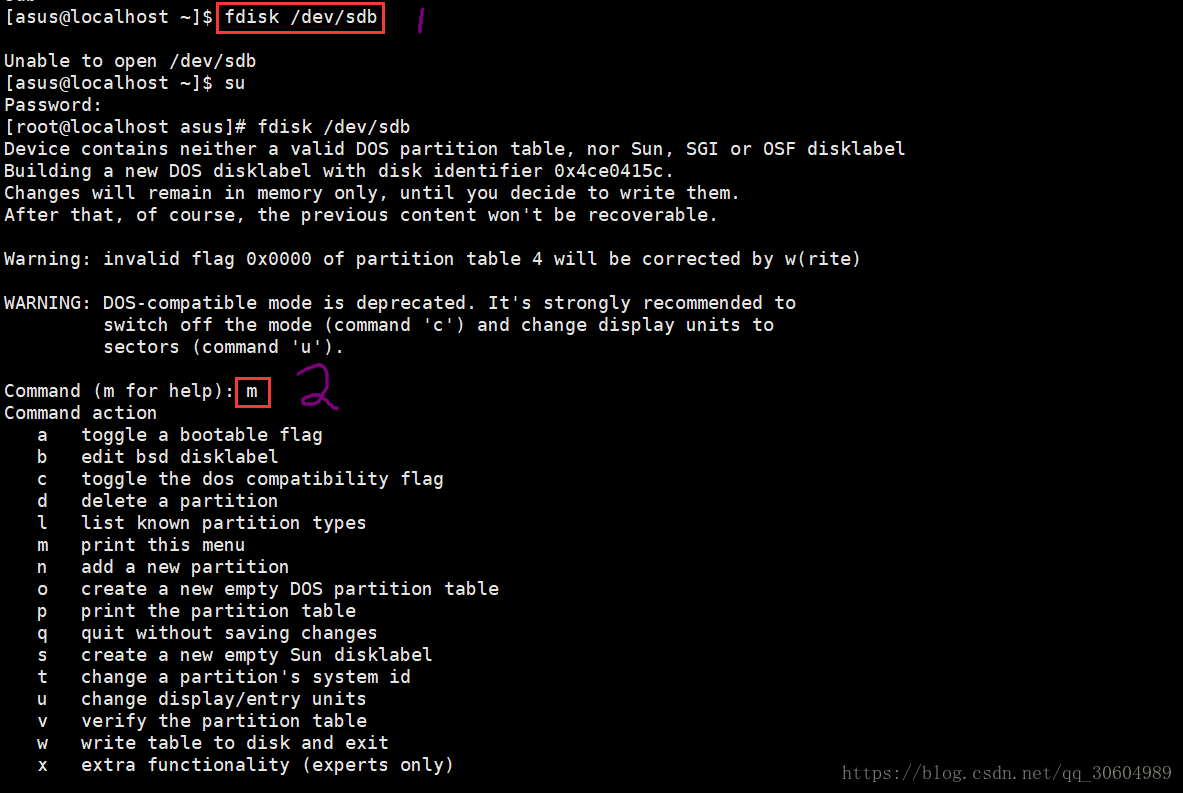 [asus@localhost ~]$ fdisk /dev/sdb 1
Unable to open /dev/sdb
[asus@localhost ~]$ su
Password:
[root@localhost asus]# fdisk /dev/sdb
Device contains neither a valid DOS partition table, nor Sun, SGI or OSF disklabel
Building a new DOS disklabel with disk identifier 0x4ce0415c.
Changes will remain in memory only, until you decide to write them.
After that, of course, the previous content won't be recoverable.
Warning: invalid flag 0x0000 of partition table 4 will be corrected by w(rite)
WARNING: DOS-compatible mode is deprecated. It's strongly recommended to
switch off the mode (command 'c') and change display units to
sectors (command 'u').
Command (m for help): m 2
Command action
a toggle a bootable flag
b edit bsd disklabel
c toggle the dos compatibility flag
d delete a partition
l list known partition types
m print this menu
n add a new partition
o create a new empty DOS partition table
p print the partition table
q quit without saving changes
s create a new empty Sun disklabel
t change a partition's system id
u change display/entry units
v verify the partition table
w write table to disk and exit
x extra functionality (experts only)
https://blog.csdn.net/qq_30604989